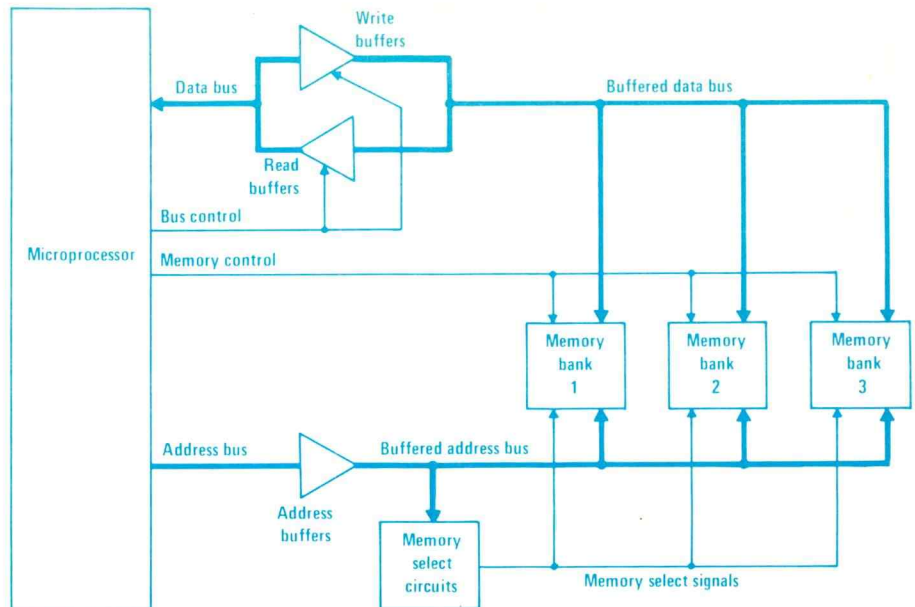 Write
buffers
Data bus
Buffered data bus
Read
buffers
Bus control
Microprocessor
Memory control
Memory
bank
1
Memory
bank
2
Memory
bank
3
Address bus
Buffered address bus
Address
buffers
Memory
select
circuits
Memory select signals